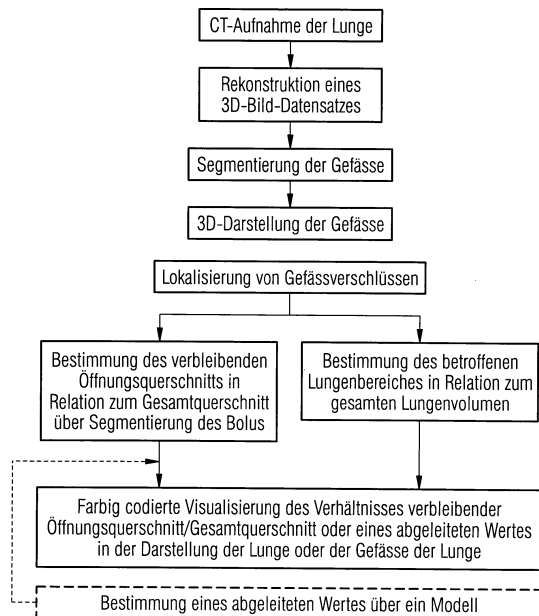 CT-Aufnahme der Lunge
Rekonstruktion eines
3D-Bild-Datensatzes
Segmentierung der Gefässe
3D-Darstellung der Gefässe
Lokalisierung von Gefässverschlüssen
Bestimmung des verbleibenden
Öffnungsquerschnitts in
Relation zum Gesamtquerschnitt
über Segmentierung des Bolus
Bestimmung des betroffenen
Lungenbereiches in Relation zum
gesamten Lungenvolumen
Farbig codierte Visualisierung des Verhältnisses verbleibender
Öffnungsquerschnitt/Gesamtquerschnitt oder eines abgeleiteten Wertes
in der Darstellung der Lunge oder der Gefässe der Lunge
Bestimmung eines abgeleiteten Wertes über ein Modell